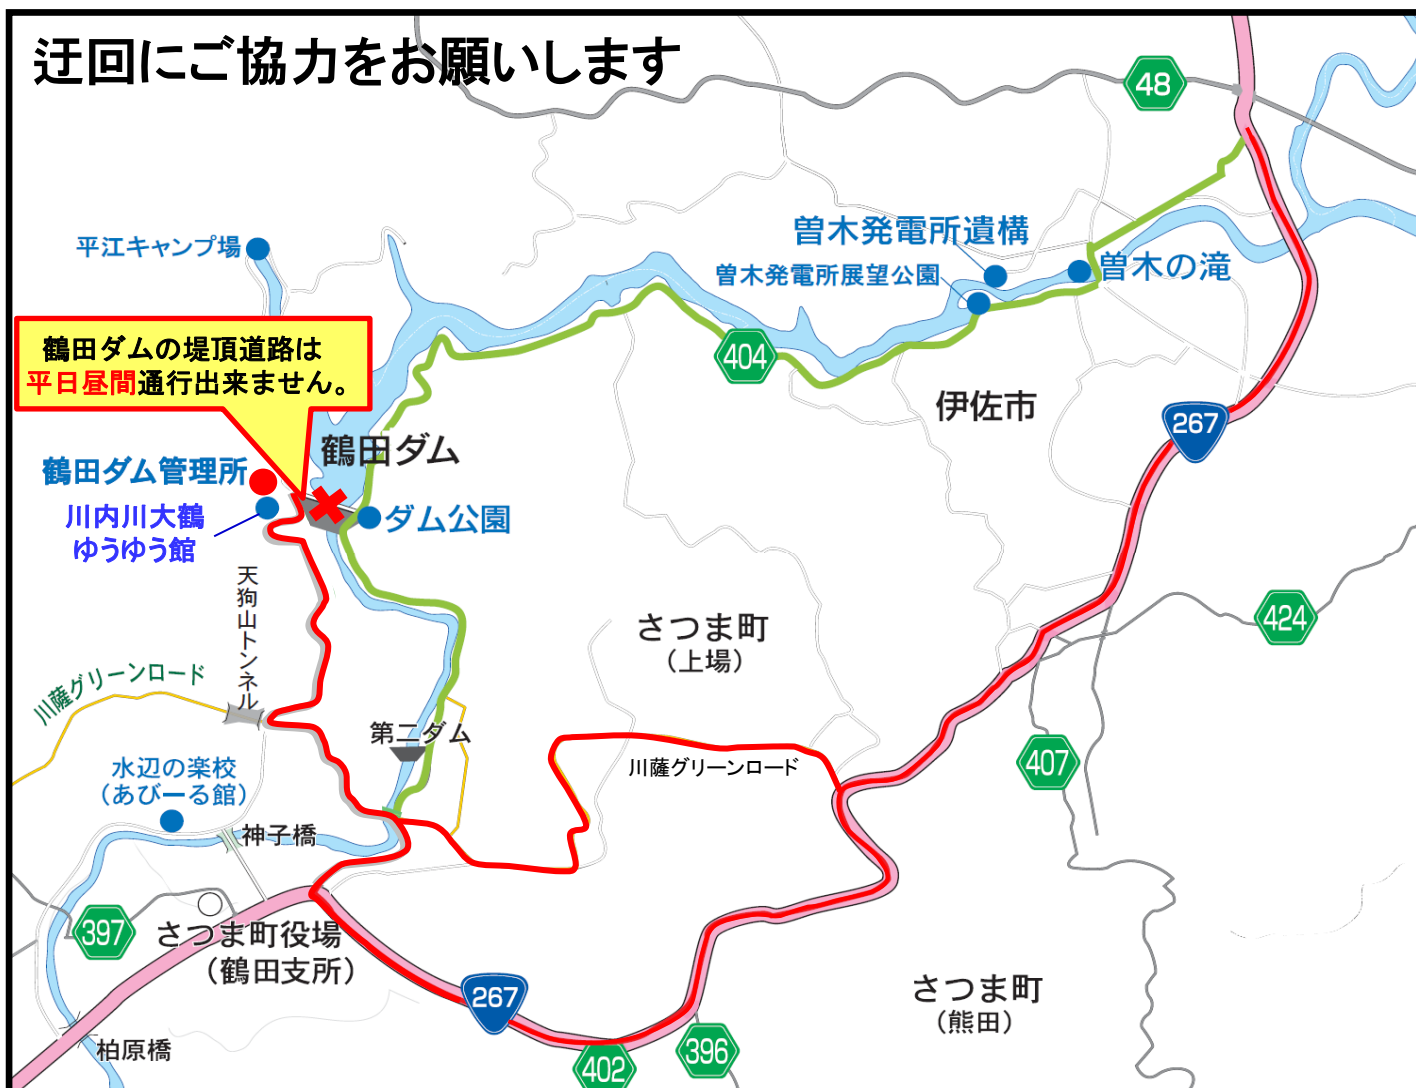 迂回にご協力をお願いします
48
平江キャンプ場
曽木発電所遺構
曽木発電所展望公園
曽木の滝
鶴田ダムの堤頂道路は
平日昼間通行出来ません。
404
伊佐市
267
鶴田ダム
鶴田ダム管理所
川内川大鶴
ゆうゆう館
ダム公園
天狗山トンネル
424
さつま町
（上場）
川薩グリーンロード
第二ダム
川薩グリーンロード
407
水辺の楽校
（あびーる館）
神子橋
397
さつま町役場
（鶴田支所）
267
さつま町
（熊田）
柏原橋
402
396